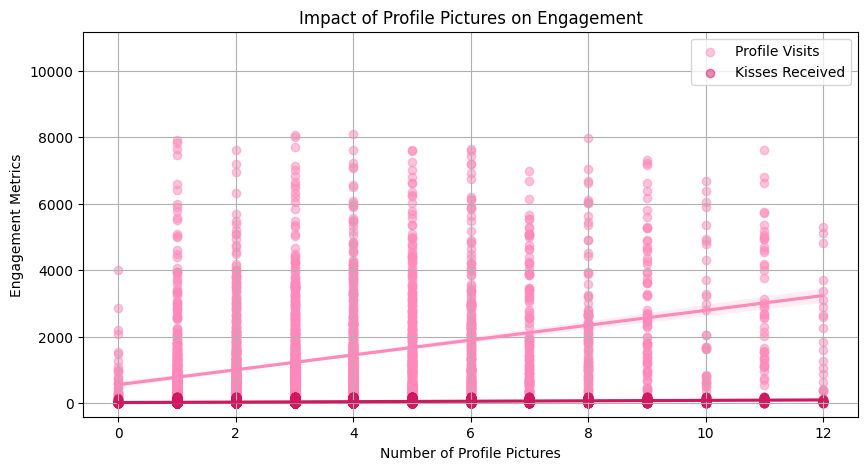 Impact of Profile Pictures on Engagement
Profile Visits
Kisses Received
Engagement Metrics
10000
8000
6000
4000
2000
0
0 2 4 6 8 10 12
Number of Profile Pictures